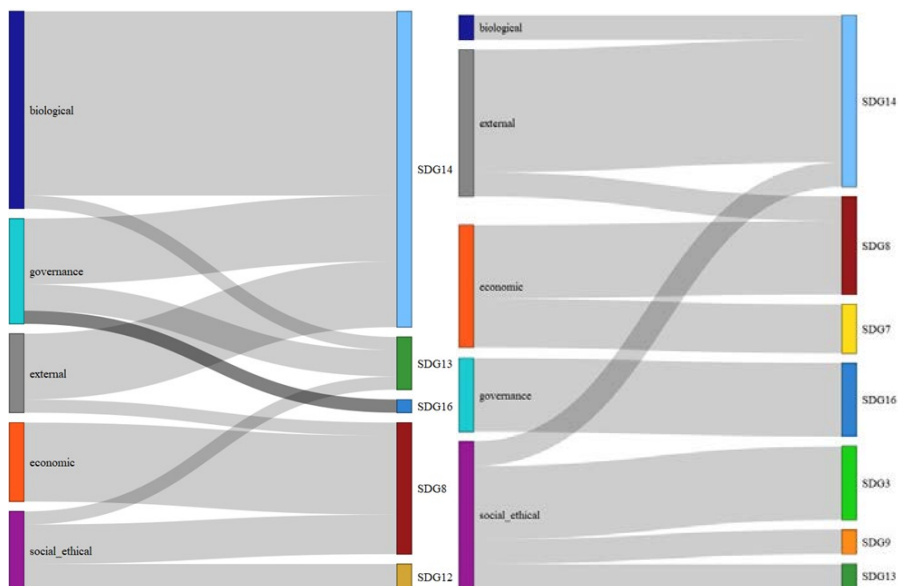 biological
governance
external
economic
social_ethical
SDG14
SDG13
SDG16
SDG8
SDG12
biological
external
economic
governance
social_ethical
SDG14
SDG8
SDG7
SDG16
SDG3
SDG9
SDG13